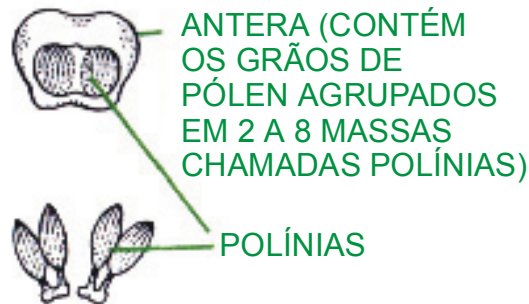 ANTERA (CONTÉM
OS GRÃOS DE
PÓLEN AGRUPADOS
EM 2 A 8 MASSAS
CHAMADAS POLÍNIAS)
POLÍNIAS